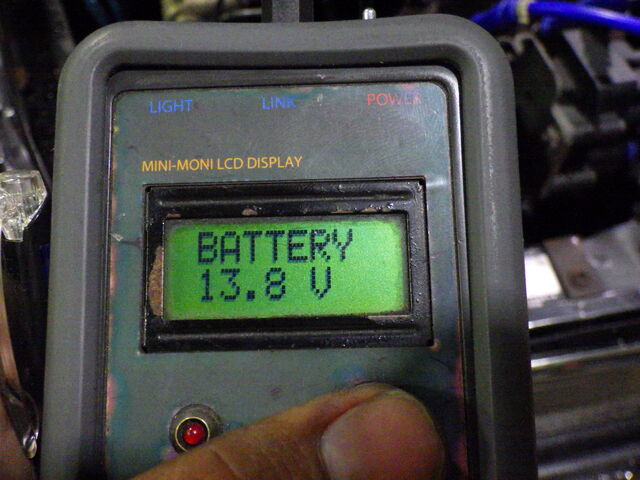 LIGHT LINK POWER
MINI-MONI LCD DISPLAY
BATTERY
13.8 V